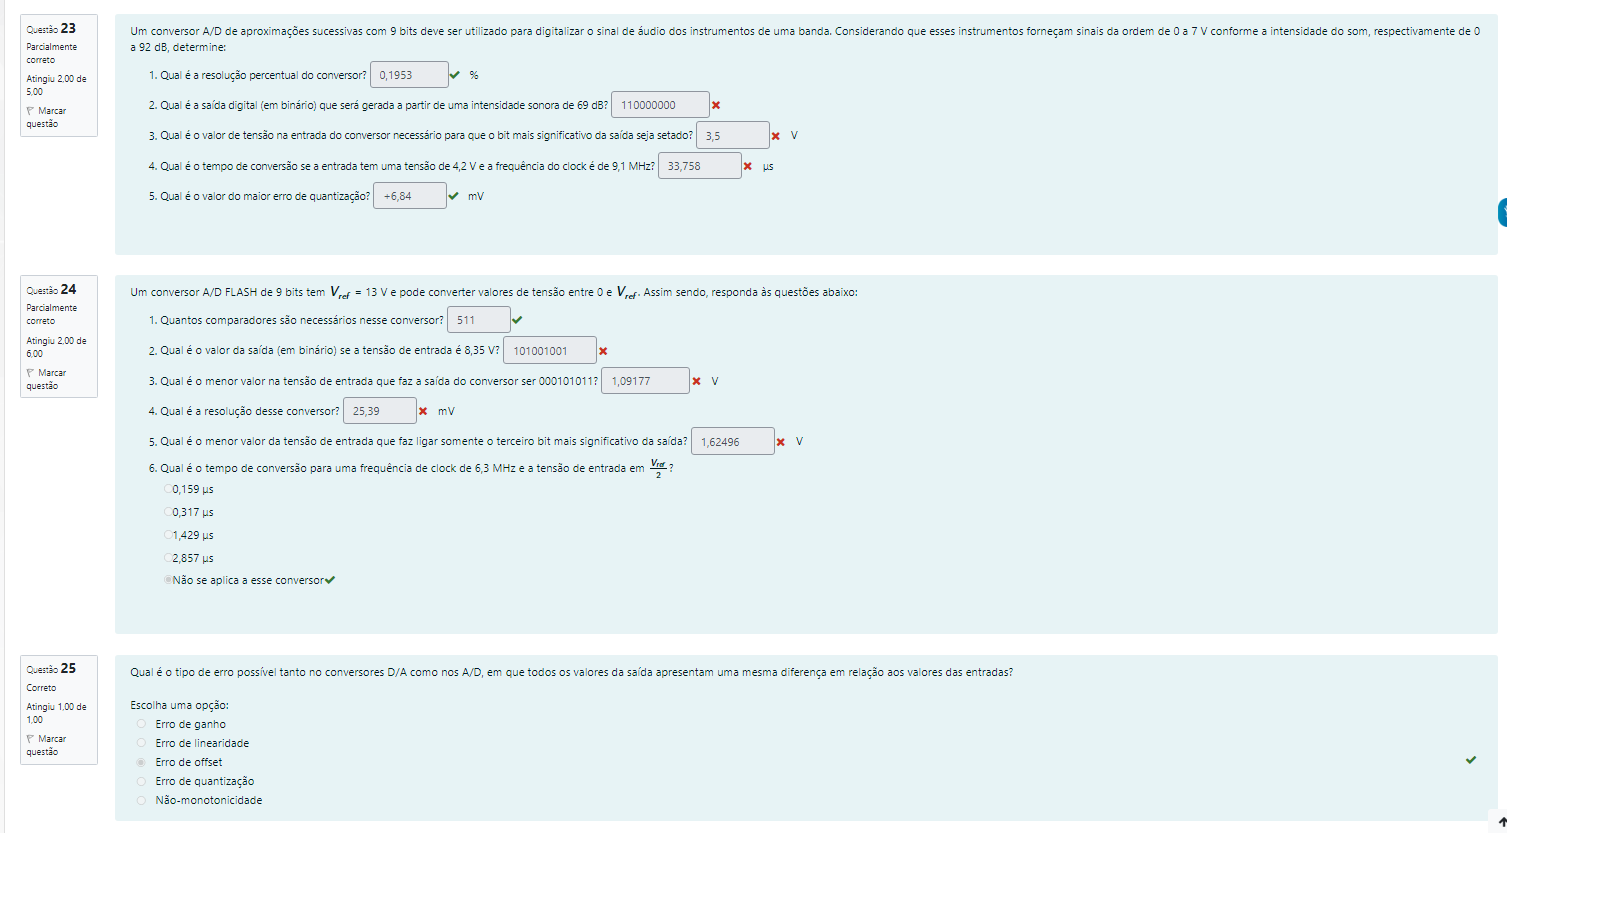 Questão 23
Parcialmente
correto
Atingiu 2,00 de
5,00
Marcar
questão
Um conversor A/D de aproximações sucessivas com 9 bits deve ser utilizado para digitalizar o sinal de áudio dos instrumentos de uma banda. Considerando que esses instrumentos forneçam sinais da ordem de 0 a 7 V conforme a intensidade do som, respectivamente de 0
a 92 dB, determine:
1. Qual é a resolução percentual do conversor? 0,1953 %
2. Qual é a saída digital (em binário) que será gerada a partir de uma intensidade sonora de 69 dB? 110000000
3. Qual é o valor de tensão na entrada do conversor necessário para que o bit mais significativo da saída seja setado? 3,5 V
4. Qual é o tempo de conversão se a entrada tem uma tensão de 4,2 V e a frequência do clock é de 9,1 MHz? 33,758 µs
5. Qual é o valor do maior erro de quantização? +6,84 mV
Questão 24
Parcialmente
correto
Atingiu 2,00 de
6,00
Marcar
questão
Um conversor A/D FLASH de 9 bits tem Vref = 13 V e pode converter valores de tensão entre 0 e Vref. Assim sendo, responda às questões abaixo:
1. Quantos comparadores são necessários nesse conversor? 511
2. Qual é o valor da saída (em binário) se a tensão de entrada é 8,35 V? 101001001
3. Qual é o menor valor na tensão de entrada que faz a saída do conversor ser 000101011? 1,09177 V
4. Qual é a resolução desse conversor? 25,39 mV
5. Qual é o menor valor da tensão de entrada que faz ligar somente o terceiro bit mais significativo da saída? 1,62496 V
6. Qual é o tempo de conversão para uma frequência de clock de 6,3 MHz e a tensão de entrada em Vref/2?
0,159 µs
0,317 µs
1,429 µs
2,857 µs
Não se aplica a esse conversor
Questão 25
Correto
Atingiu 1,00 de
1,00
Marcar
questão
Qual é o tipo de erro possível tanto no conversores D/A como nos A/D, em que todos os valores da saída apresentam uma mesma diferença em relação aos valores das entradas?
Escolha uma opção:
Erro de ganho
Erro de linearidade
Erro de offset
Erro de quantização
Não-monotonicidade